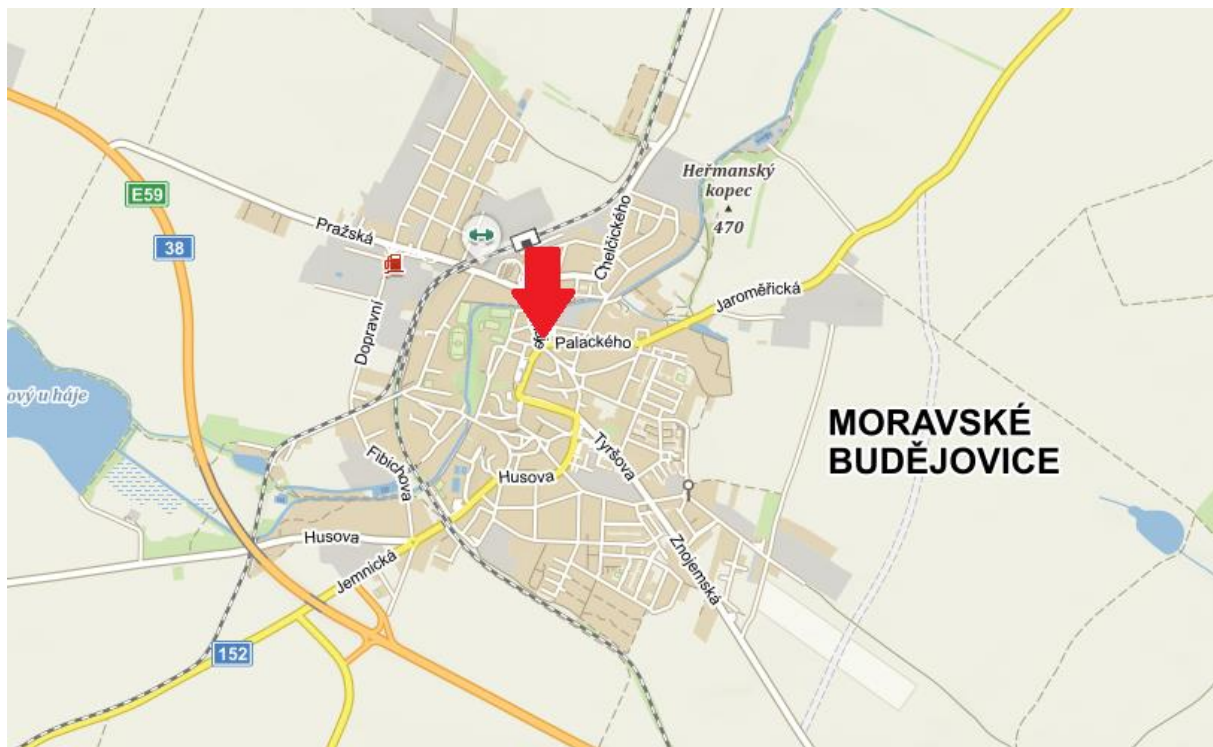 Heřmanský
kopec
470
E59
38
Pražská
Chelčického
Jaroměřická
Dopravní
Palackého
ový u háje
MORAVSKÉ
BUDĚJOVICE
Tyršova
Fibichova
Husova
Husova
Znojemská
Jemnická
152